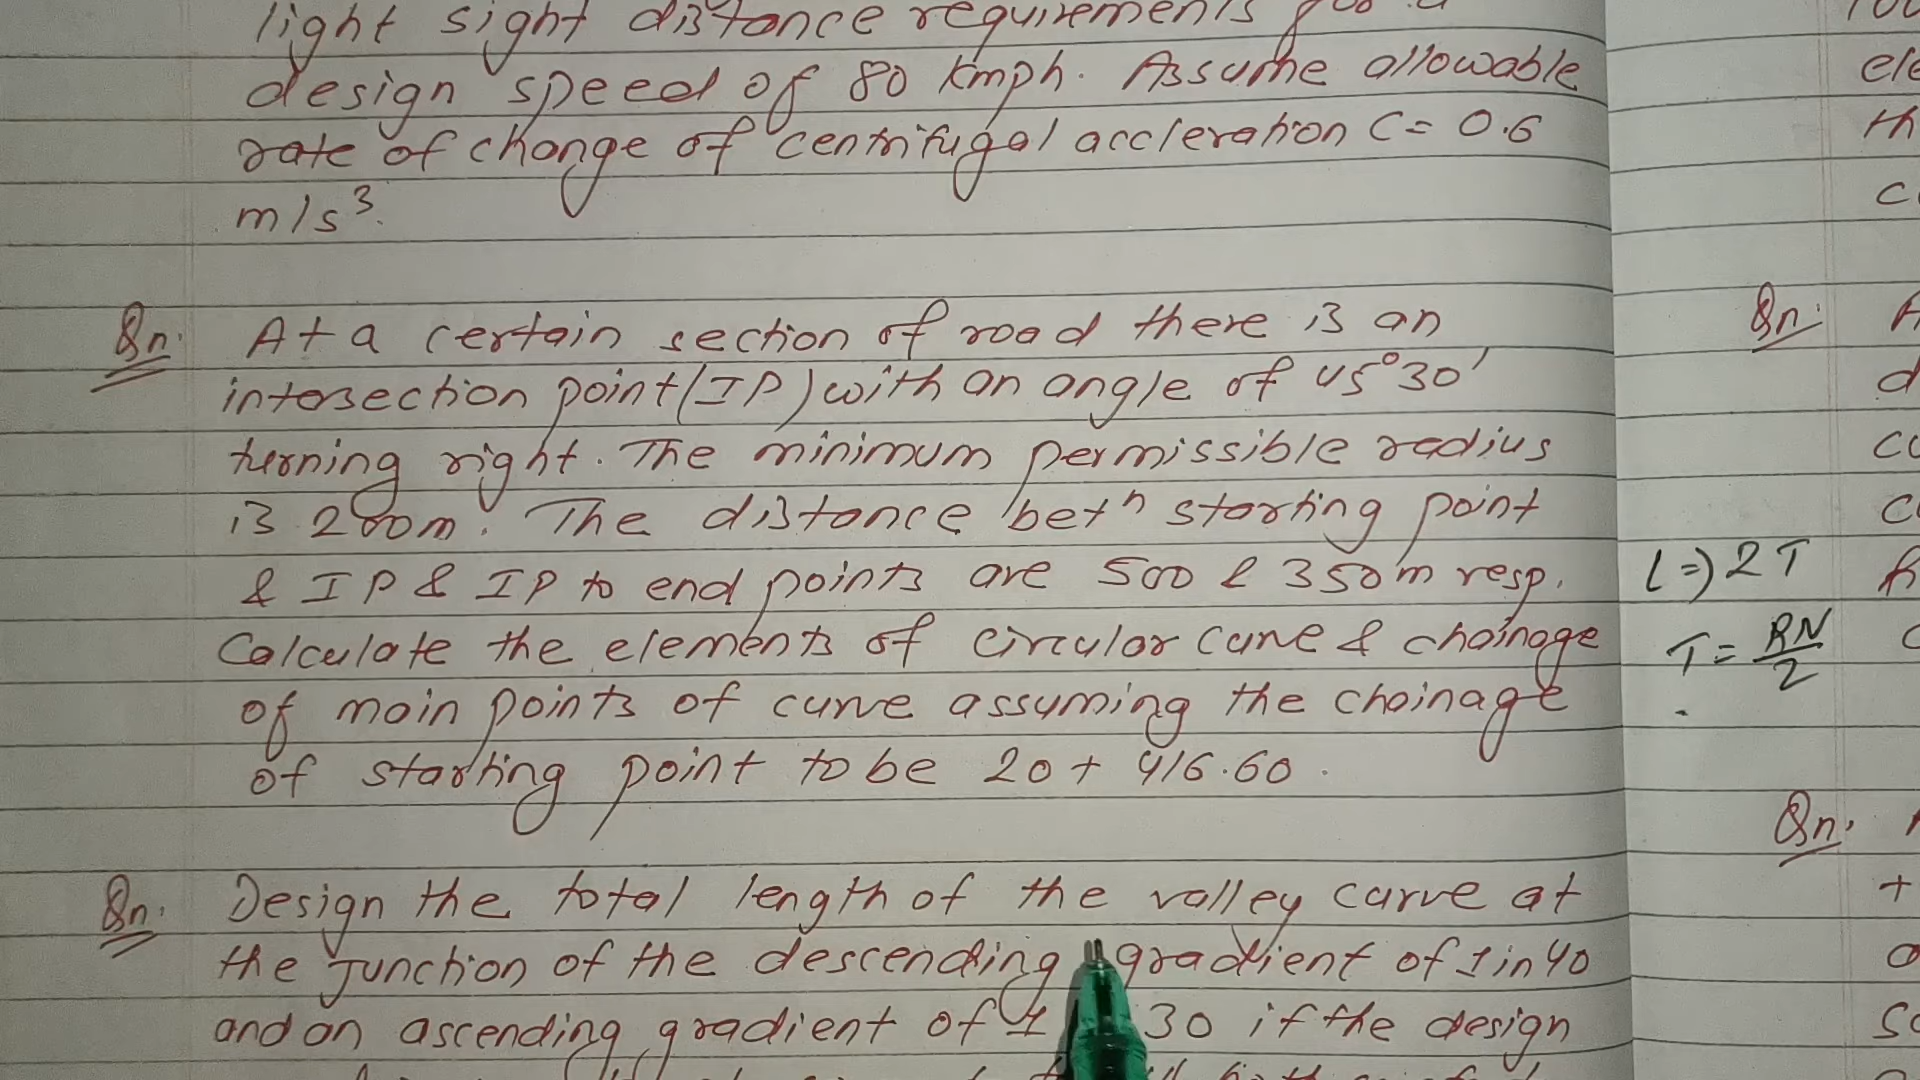 light sight distance requirements for a
design speed of 80 kmph. Assume allowable
rate of change of centrifugal accleration C = 0.6
m/s³.
Qn. At a certain section of road there is an
intersection point (IP) with an angle of 45°30'
turning right. The minimum permissible radius
is 200m. The distance betⁿ starting point
& IP & IP to end points are 500 & 350m resp.
Calculate the elements of circular curve & chainage
of main points of curve assuming the chainage
of starting point to be 20+ 416.60.
Qn. Design the total length of the valley curve at
the junction of the descending gradient of 1 in 40
and an ascending gradient of 1 30 if the design
L => 2T
T = RN/2
Qn.
Qn.